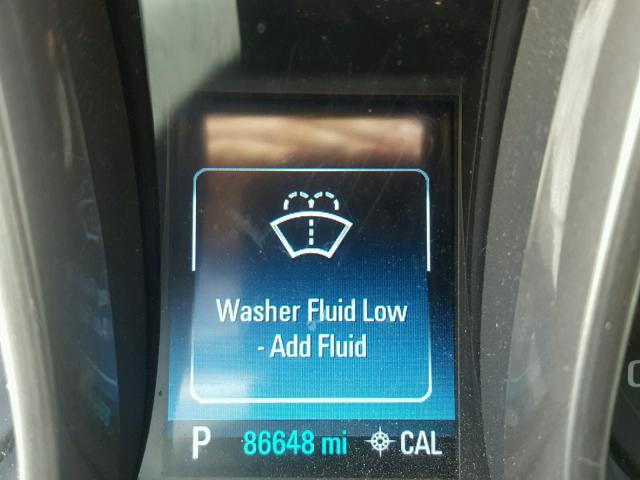 Washer Fluid Low
- Add Fluid
P 86648 mi CAL